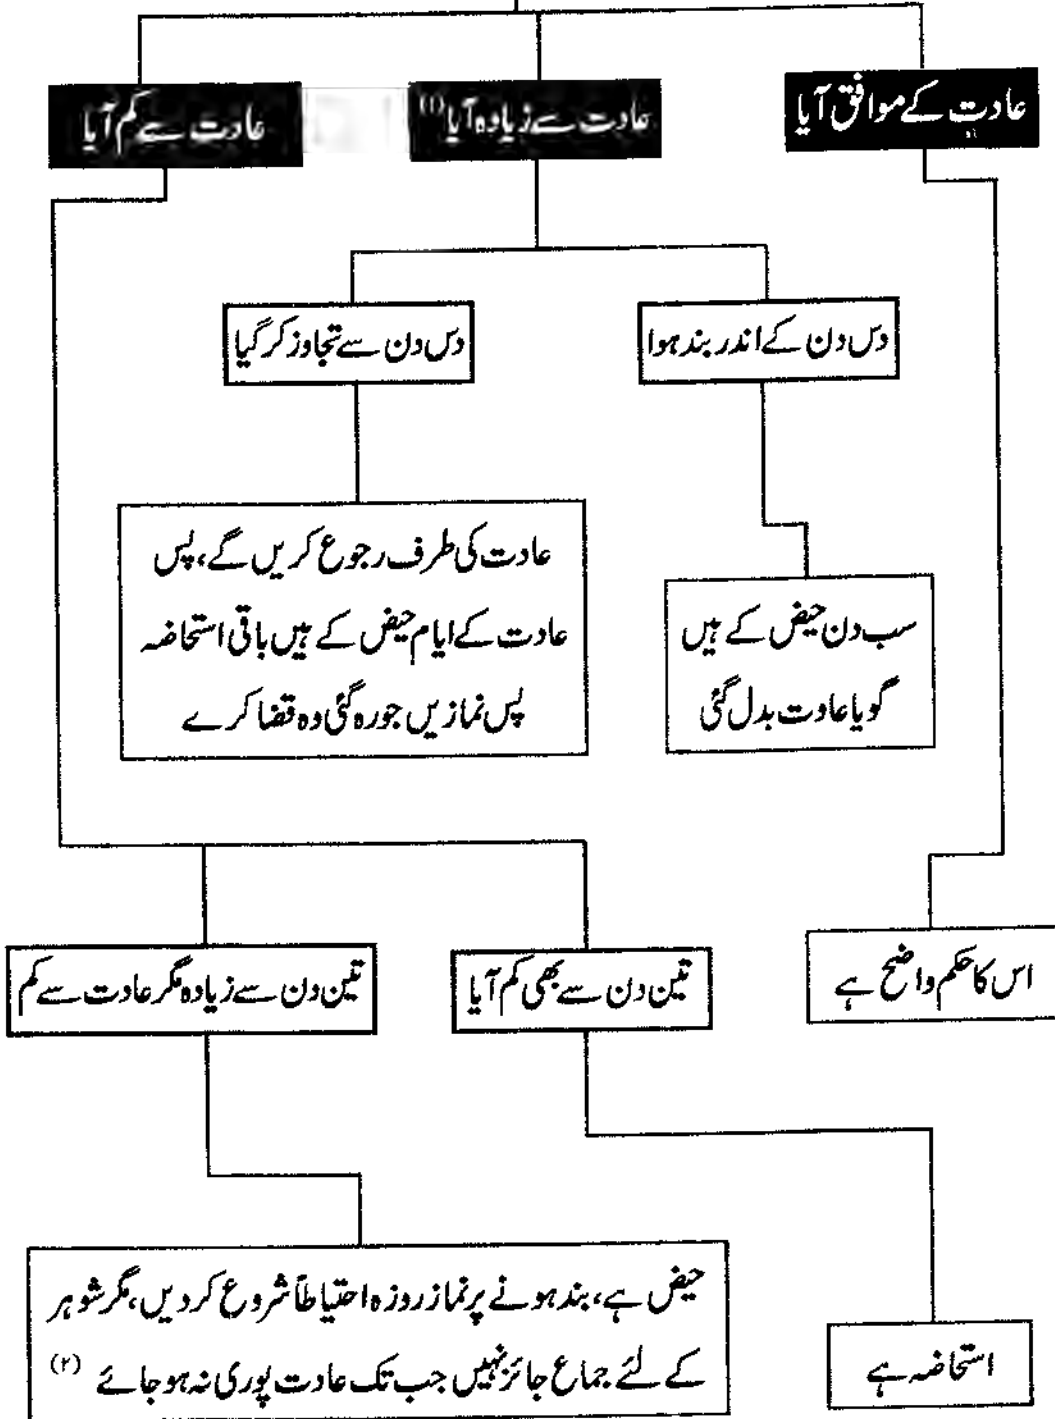 عادت کے موافق آیا
عادت سے زیادہ آیا (۱)
عادت سے کم آیا
دس دن کے اندر بند ہوا
دس دن سے تجاوز کر گیا
سب دن حیض کے ہیں
گویا عادت بدل گئی
عادت کی طرف رجوع کریں گے، پس
عادت کے ایام حیض کے ہیں باقی استحاضہ
پس نمازیں جو رہ گئی وہ قضا کرے
اس کا حکم واضح ہے
تین دن سے بھی کم آیا
تین دن سے زیادہ مگر عادت سے کم
استحاضہ ہے
حیض ہے، بند ہونے پر نماز روزہ احتیاطاً شروع کردیں، مگر شوہر
کے لئے جماع جائز نہیں جب تک عادت پوری نہ ہو جائے (۲)